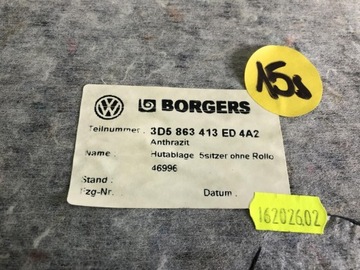 15s
BORGERS
Teilnummer : 3D5 863 413 ED 4A2
Anthrazit
Name : Hutablage 5sitzer ohne Rollo
46996
Stand :
Fzg-Nr. Datum :
16202602